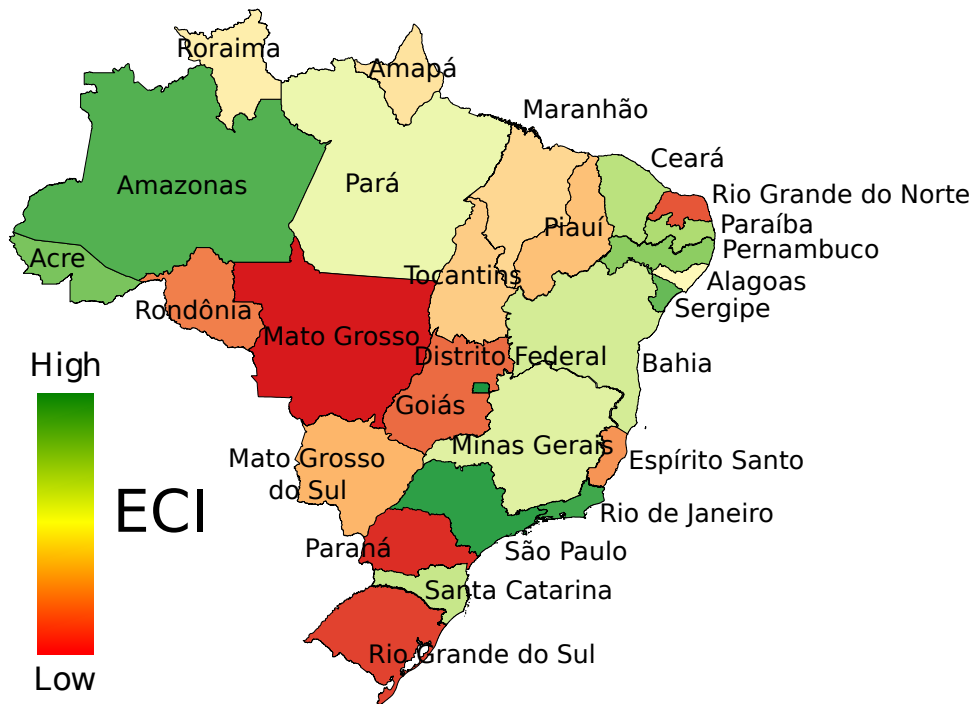 Roraima
Amapá
Maranhão
Ceará
Amazonas
Pará
Rio Grande do Norte
Paraíba
Piauí
Pernambuco
Acre
Tocantins
Alagoas
Rondônia
Sergipe
Mato Grosso
Distrito Federal
Bahia
High
Goiás
Minas Gerais
Mato Grosso
do Sul
Espírito Santo
ECI
Rio de Janeiro
Paraná
São Paulo
Santa Catarina
Rio Grande do Sul
Low